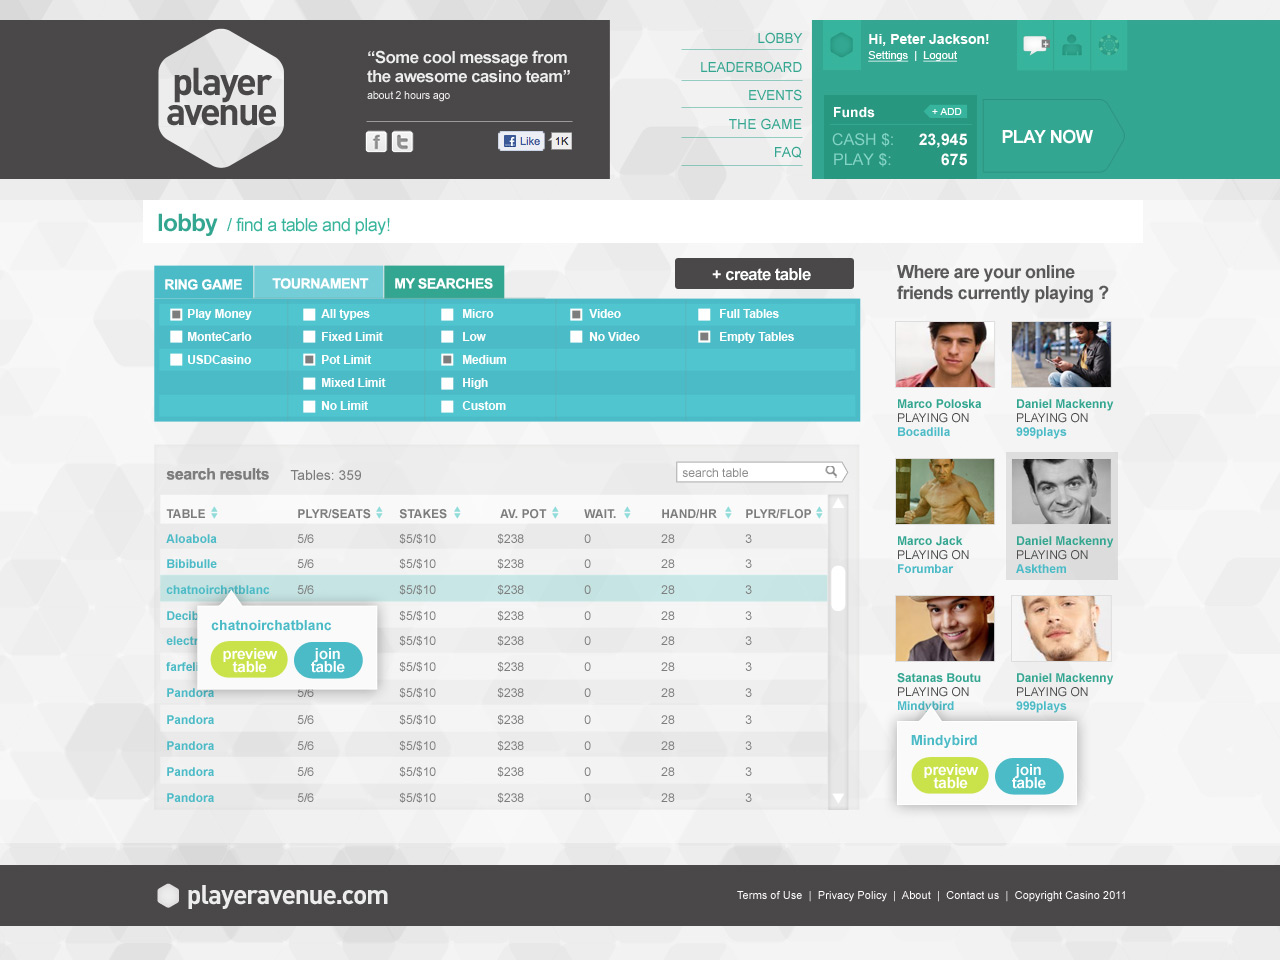 player
avenue
“Some cool message from
the awesome casino team”
about 2 hours ago
f t Like 1K
LOBBY
LEADERBOARD
EVENTS
THE GAME
FAQ
Hi, Peter Jackson!
Settings | Logout
Funds + ADD
CASH $: 23,945
PLAY $: 675
PLAY NOW
lobby / find a table and play!
RING GAME TOURNAMENT MY SEARCHES
+ create table
Play Money All types Micro Video Full Tables
MonteCarlo Fixed Limit Low No Video Empty Tables
USDCasino Pot Limit Medium
Mixed Limit High
No Limit Custom
search results Tables: 359 search table
TABLE PLYR/SEATS STAKES AV. POT WAIT. HAND/HR PLYR/FLOP
Aloabola 5/6 $5/$10 $238 0 28 3
Bibibulle 5/6 $5/$10 $238 0 28 3
chatnoirchatblanc 5/6 $5/$10 $238 0 28 3
Decib $5/$10 $238 0 28 3
electr $5/$10 $238 0 28 3
farfel $5/$10 $238 0 28 3
Pandora 5/6 $5/$10 $238 0 28 3
Pandora 5/6 $5/$10 $238 0 28 3
Pandora 5/6 $5/$10 $238 0 28 3
Pandora 5/6 $5/$10 $238 0 28 3
Pandora 5/6 $5/$10 $238 0 28 3
chatnoirchatblanc
preview join
table table
Where are your online
friends currently playing ?
Marco Poloska Daniel Mackenny
PLAYING ON PLAYING ON
Bocadilla 999plays
Marco Jack Daniel Mackenny
PLAYING ON PLAYING ON
Forumbar Askthem
Satanas Boutu Daniel Mackenny
PLAYING ON PLAYING ON
Mindybird 999plays
Mindybird
preview join
table table
playeravenue.com
Terms of Use | Privacy Policy | About | Contact us | Copyright Casino 2011